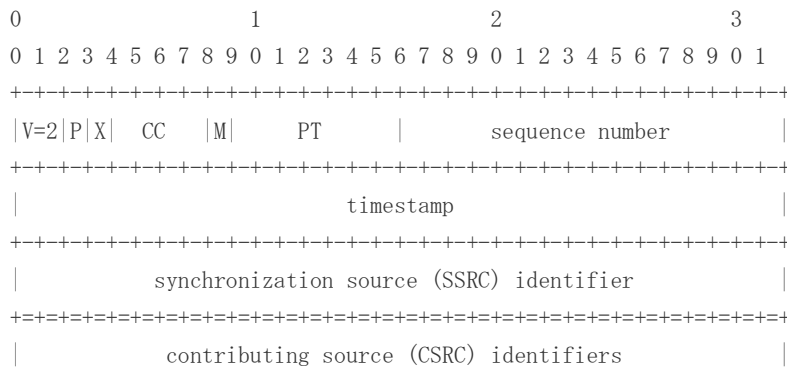 0                   1                   2                   3
0 1 2 3 4 5 6 7 8 9 0 1 2 3 4 5 6 7 8 9 0 1 2 3 4 5 6 7 8 9 0 1
+-+-+-+-+-+-+-+-+-+-+-+-+-+-+-+-+-+-+-+-+-+-+-+-+-+-+-+-+-+-+-+-+
|V=2|P|X|  CC   |M|     PT      |       sequence number         |
+-+-+-+-+-+-+-+-+-+-+-+-+-+-+-+-+-+-+-+-+-+-+-+-+-+-+-+-+-+-+-+-+
|                           timestamp                           |
+-+-+-+-+-+-+-+-+-+-+-+-+-+-+-+-+-+-+-+-+-+-+-+-+-+-+-+-+-+-+-+-+
|           synchronization source (SSRC) identifier            |
+=+=+=+=+=+=+=+=+=+=+=+=+=+=+=+=+=+=+=+=+=+=+=+=+=+=+=+=+=+=+=+=+
|            contributing source (CSRC) identifiers             |